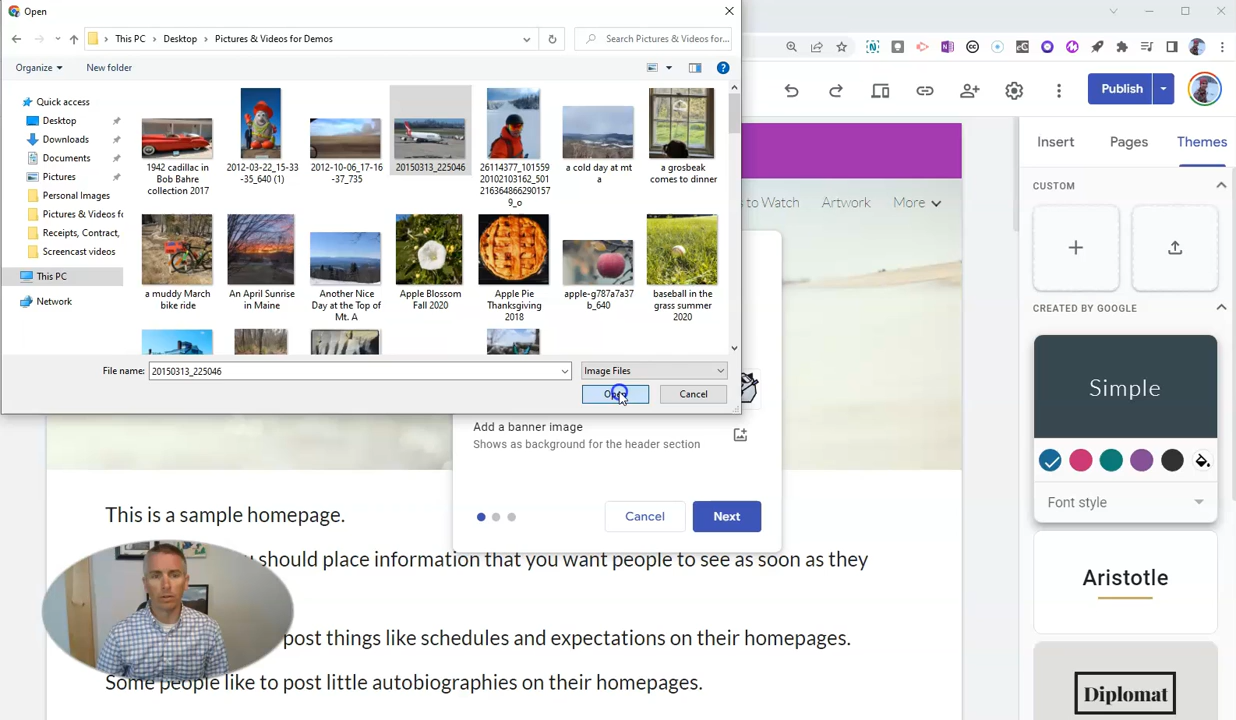 Open
This PC
Desktop
Pictures & Videos for Demos
Search Pictures & Videos for...
Organize
New folder
Quick access
Desktop
Downloads
Documents
Pictures
Personal Images
Pictures & Videos fo
Receipts, Contract,
Screencast videos
This PC
Network
1942 cadillac in
Bob Bahre
collection 2017
2012-03-22_15-33
-35_640 (1)
2012-10-06_17-16
-37_735
20150313_225046
26114377_101559
20102103162_501
216364866290157
9_o
a cold day at mt
a
a grosbeak
comes to dinner
a muddy March
bike ride
An April Sunrise
in Maine
Another Nice
Day at the Top of
Mt. A
Apple Blossom
Fall 2020
Apple Pie
Thanksgiving
2018
apple-g787a7a37
b_640
baseball in the
grass summer
2020
File name:
20150313_225046
Image Files
Open
Cancel
Publish
Insert
Pages
Themes
to Watch
Artwork
More
CUSTOM
CREATED BY GOOGLE
Simple
Font style
Aristotle
Diplomat
Add a banner image
Shows as background for the header section
Cancel
Next
This is a sample homepage.
should place information that you want people to see as soon as they
post things like schedules and expectations on their homepages.
Some people like to post little autobiographies on their homepages.